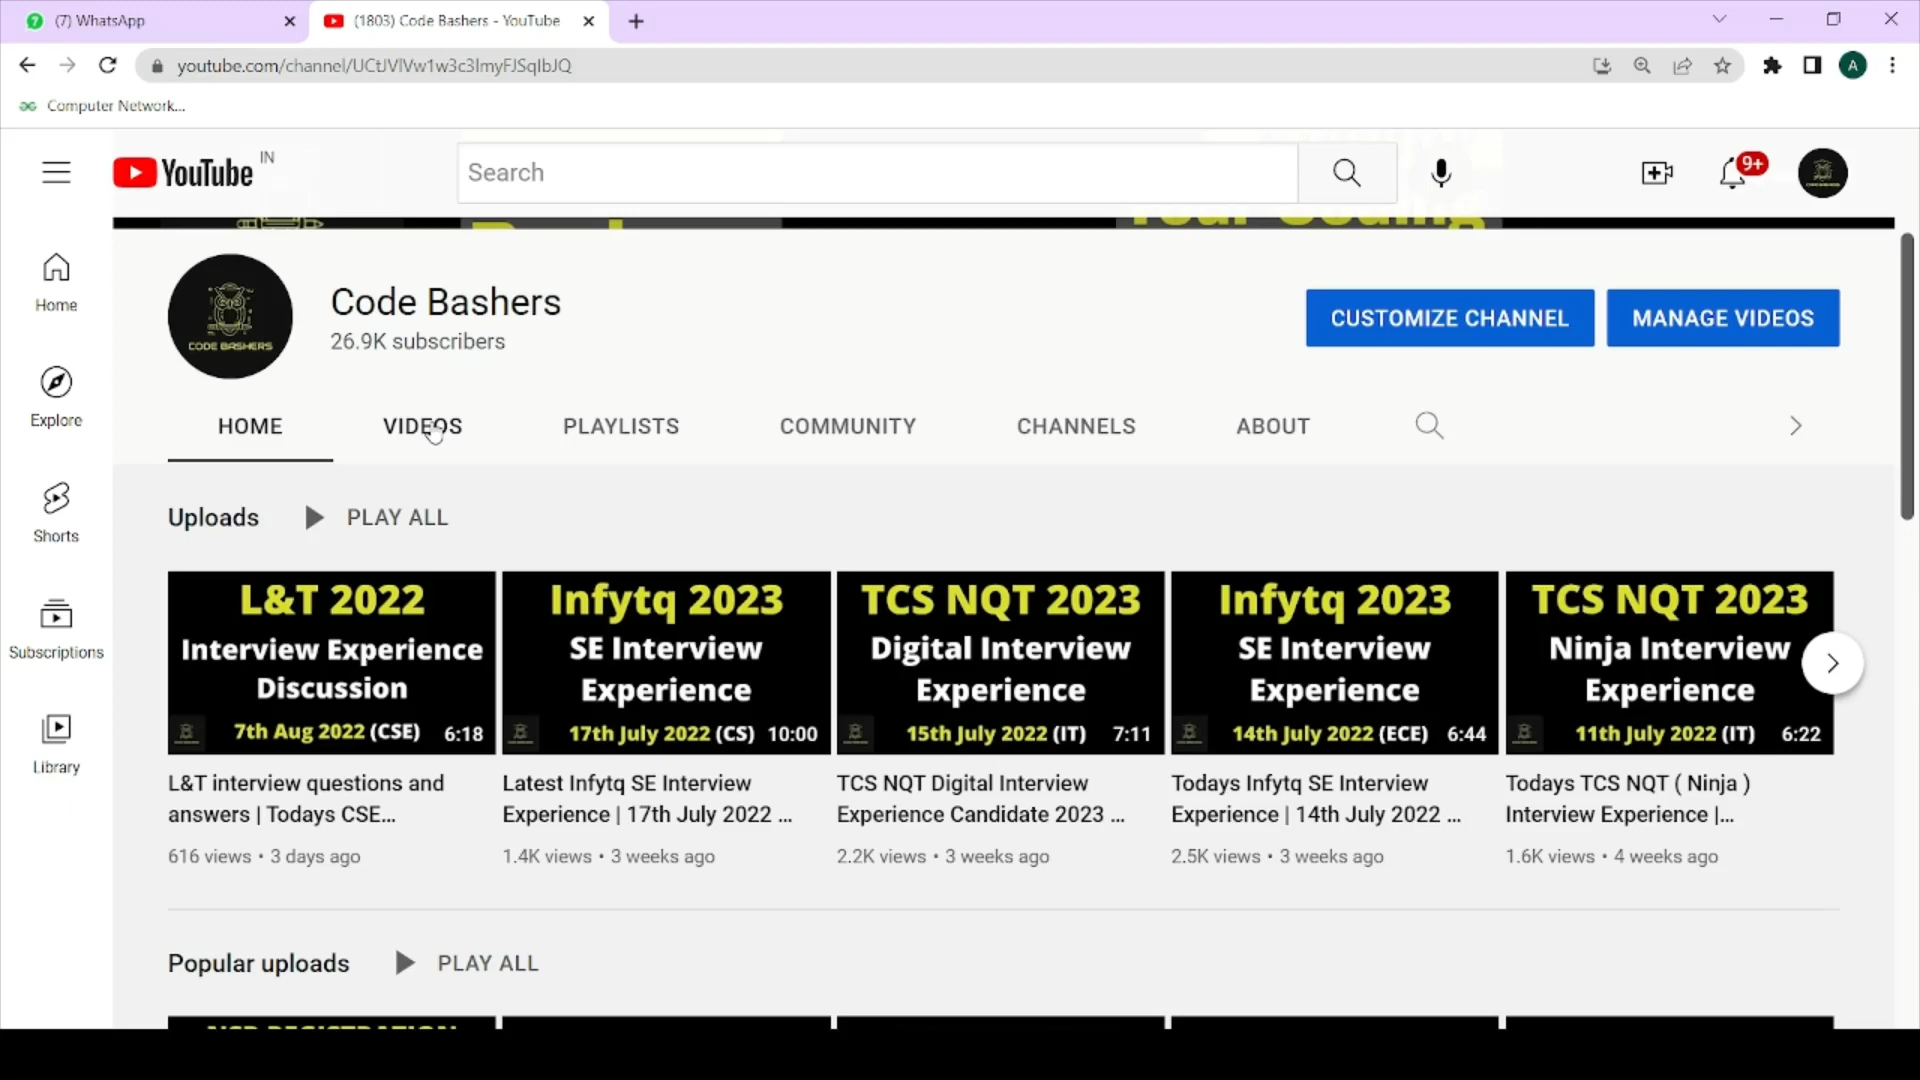 (7) WhatsApp
(1803) Code Bashers - YouTube
youtube.com/channel/UCtJVlVw1w3c3lmyFJSqIbJQ
A
Computer Network...
YouTube IN
Search
9+
Home
Explore
Shorts
Subscriptions
Library
CODE BASHERS
Code Bashers
26.9K subscribers
CUSTOMIZE CHANNEL
MANAGE VIDEOS
HOME VIDEOS PLAYLISTS COMMUNITY CHANNELS ABOUT
Uploads PLAY ALL
L&T 2022
Interview Experience
Discussion
7th Aug 2022 (CSE) 6:18
L&T interview questions and
answers | Todays CSE...
616 views • 3 days ago
Infytq 2023
SE Interview
Experience
17th July 2022 (CS) 10:00
Latest Infytq SE Interview
Experience | 17th July 2022 ...
1.4K views • 3 weeks ago
TCS NQT 2023
Digital Interview
Experience
15th July 2022 (IT) 7:11
TCS NQT Digital Interview
Experience Candidate 2023 ...
2.2K views • 3 weeks ago
Infytq 2023
SE Interview
Experience
14th July 2022 (ECE) 6:44
Todays Infytq SE Interview
Experience | 14th July 2022 ...
2.5K views • 3 weeks ago
TCS NQT 2023
Ninja Interview
Experience
11th July 2022 (IT) 6:22
Todays TCS NQT ( Ninja )
Interview Experience |...
1.6K views • 4 weeks ago
Popular uploads PLAY ALL